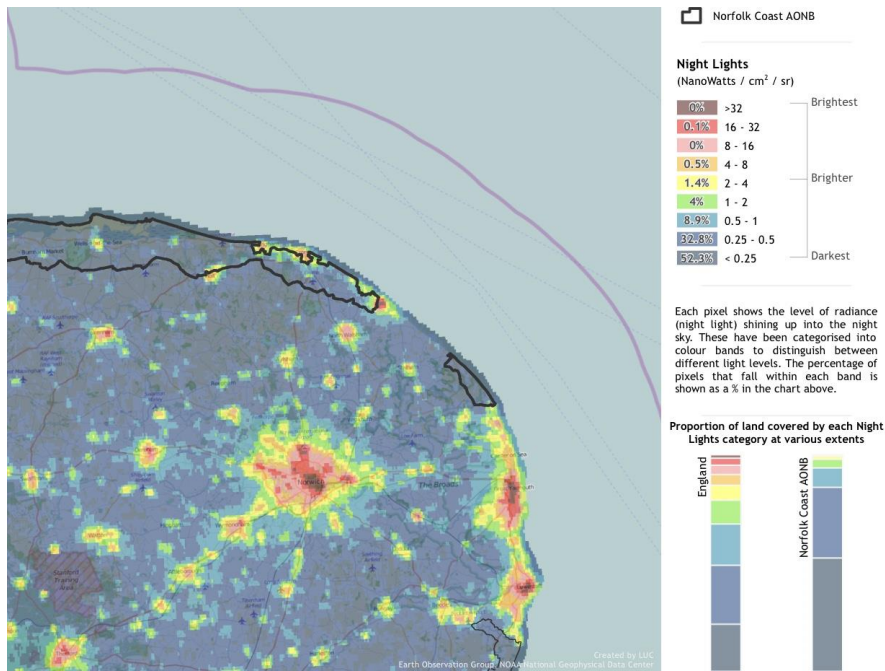 Norfolk Coast AONB
Night Lights
(NanoWatts / cm² / sr)
0% >32
0.1% 16 - 32
0% 8 - 16
0.5% 4 - 8
1.4% 2 - 4
4% 1 - 2
8.9% 0.5 - 1
32.8% 0.25 - 0.5
52.3% < 0.25
Brightest
Brighter
Darkest
Each pixel shows the level of radiance
(night light) shining up into the night
sky. These have been categorised into
colour bands to distinguish between
different light levels. The percentage of
pixels that fall within each band is
shown as a % in the chart above.
Proportion of land covered by each Night
Lights category at various extents
England
Norfolk Coast AONB
Norwich
The Broads
Created by LUC
Earth Observation Group, NOAA National Geophysical Data Center